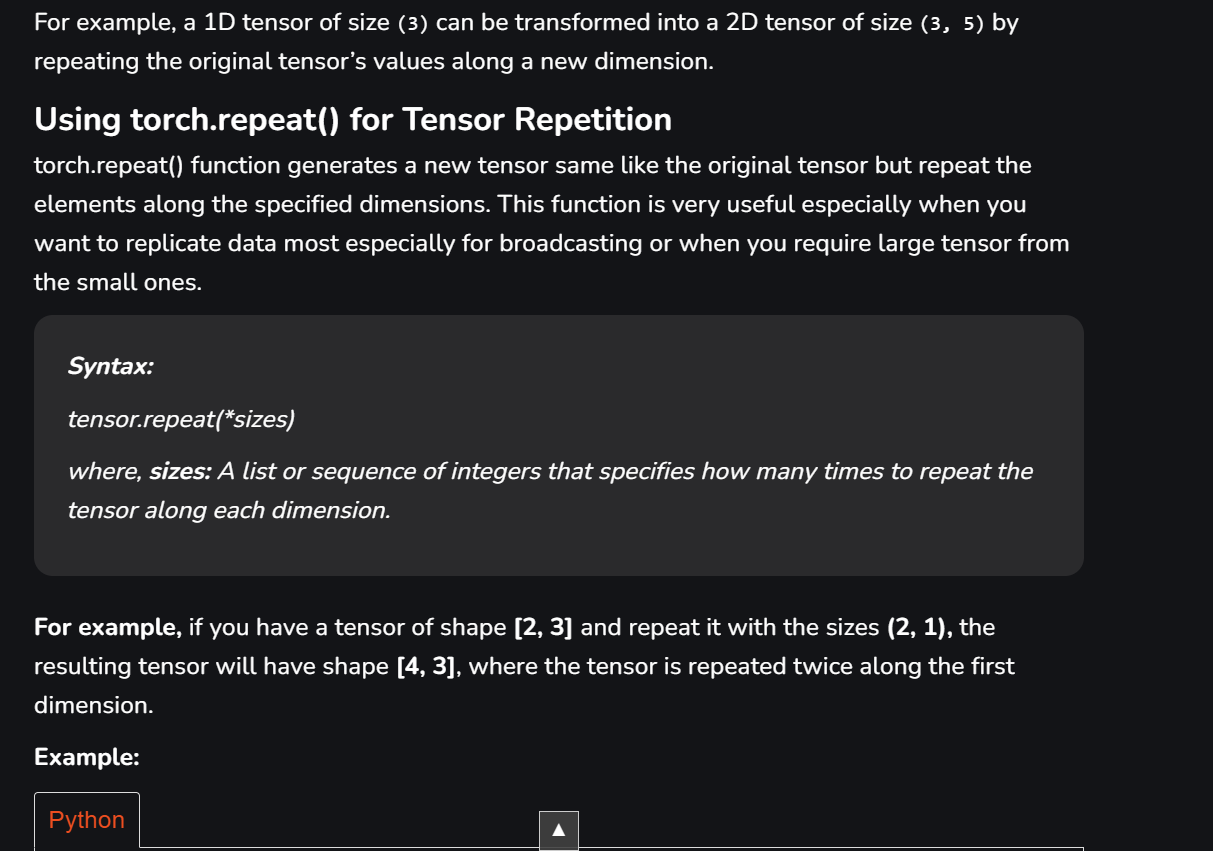 For example, a 1D tensor of size (3) can be transformed into a 2D tensor of size (3, 5) by
repeating the original tensor’s values along a new dimension.
Using torch.repeat() for Tensor Repetition
torch.repeat() function generates a new tensor same like the original tensor but repeat the
elements along the specified dimensions. This function is very useful especially when you
want to replicate data most especially for broadcasting or when you require large tensor from
the small ones.
Syntax:
tensor.repeat(*sizes)
where, sizes: A list or sequence of integers that specifies how many times to repeat the
tensor along each dimension.
For example, if you have a tensor of shape [2, 3] and repeat it with the sizes (2, 1), the
resulting tensor will have shape [4, 3], where the tensor is repeated twice along the first
dimension.
Example:
Python